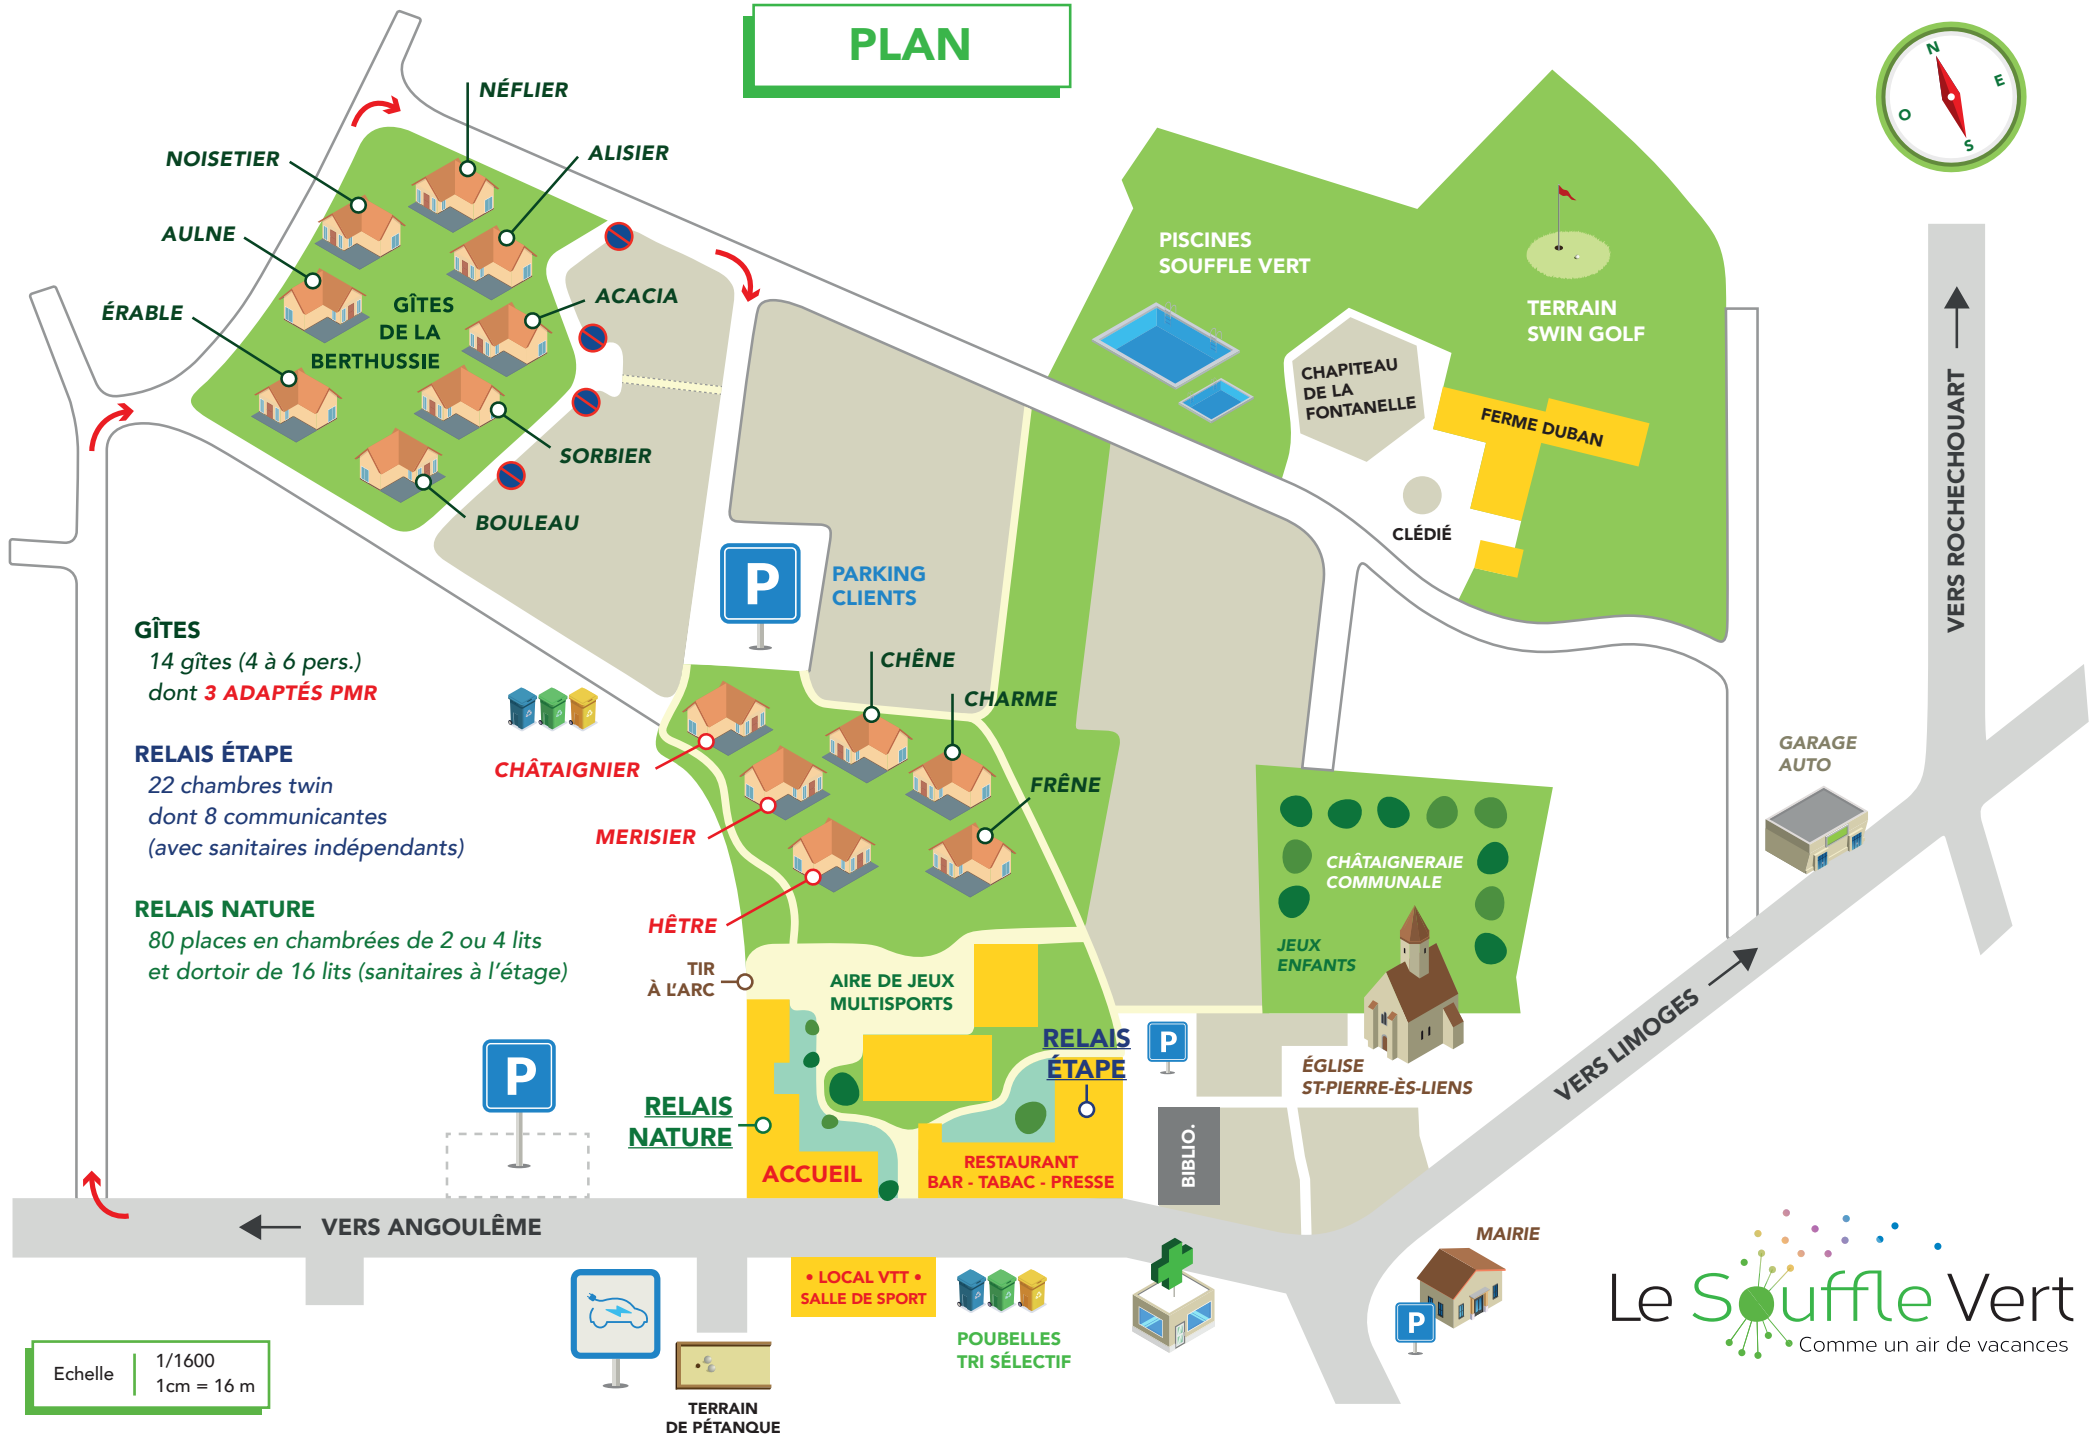 PLAN
N
E
S
O
NÉFLIER
NOISETIER
ALISIER
AULNE
ACACIA
ÉRABLE
GÎTES
DE LA
BERTHUSSIE
SORBIER
BOULEAU
PISCINES
SOUFFLE VERT
TERRAIN
SWIN GOLF
CHAPITEAU
DE LA
FONTANELLE
FERME DUBAN
CLÉDIÉ
VERS ROCHECHOUART
P
PARKING
CLIENTS
GÎTES
14 gîtes (4 à 6 pers.)
dont 3 ADAPTÉS PMR
RELAIS ÉTAPE
22 chambres twin
dont 8 communicantes
(avec sanitaires indépendants)
RELAIS NATURE
80 places en chambrées de 2 ou 4 lits
et dortoir de 16 lits (sanitaires à l'étage)
CHÊNE
CHARME
FRÊNE
CHÂTAIGNIER
MERISIER
HÊTRE
GARAGE
AUTO
CHÂTAIGNERAIE
COMMUNALE
JEUX
ENFANTS
TIR
À L'ARC
AIRE DE JEUX
MULTISPORTS
RELAIS
ÉTAPE
P
ÉGLISE
ST-PIERRE-ÈS-LIENS
VERS LIMOGES
P
RELAIS
NATURE
ACCUEIL
RESTAURANT
BAR - TABAC - PRESSE
BIBLIO.
VERS ANGOULÊME
• LOCAL VTT •
SALLE DE SPORT
POUBELLES
TRI SÉLECTIF
MAIRIE
P
TERRAIN
DE PÉTANQUE
Echelle
1/1600
1cm = 16 m
Le Souffle Vert
Comme un air de vacances